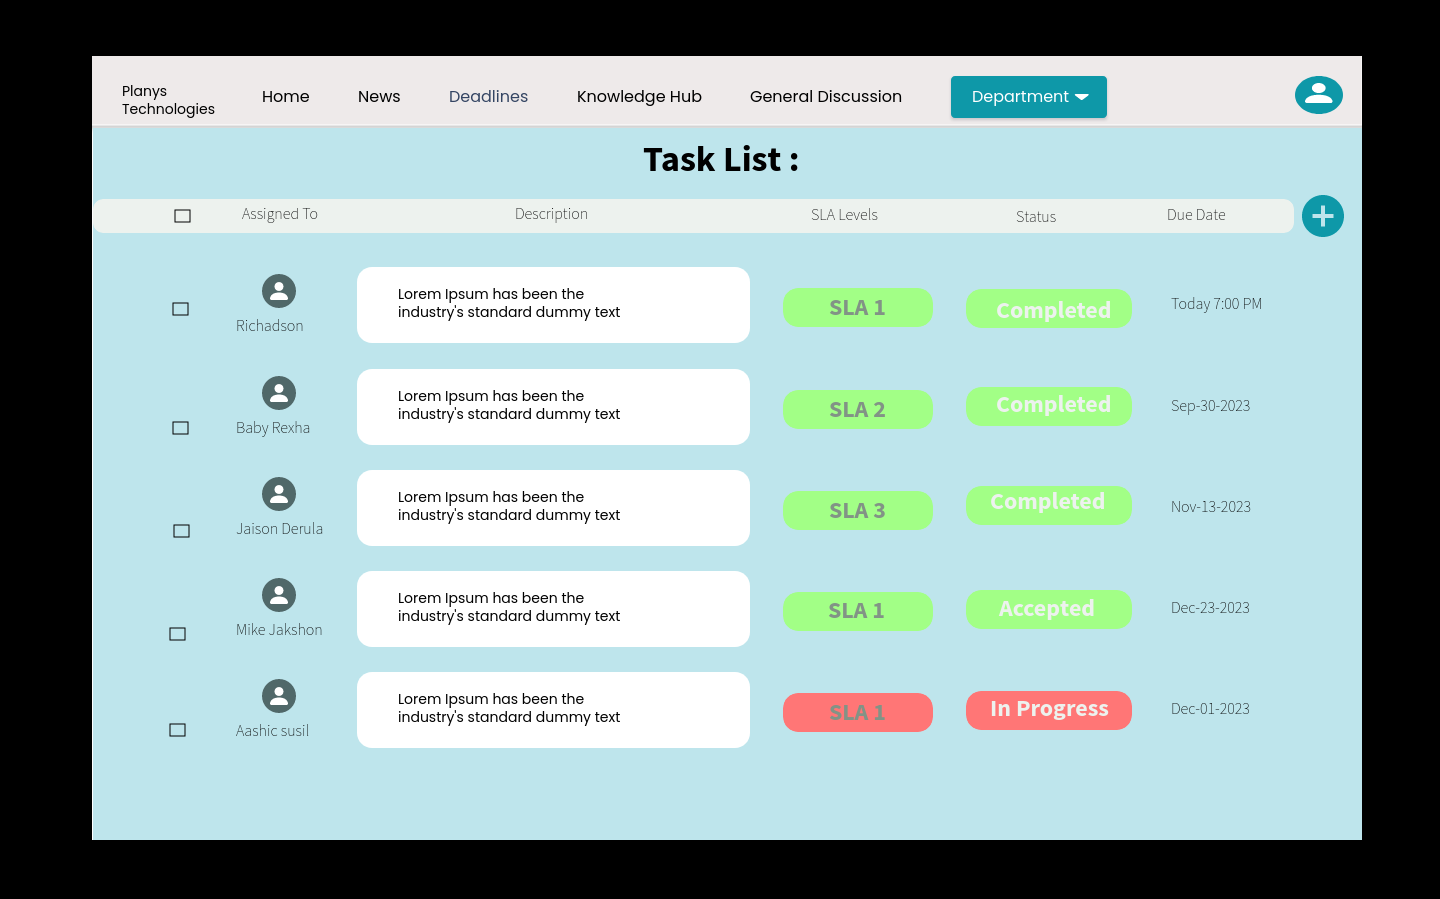 Planys
Technologies
Home News Deadlines Knowledge Hub General Discussion Department
Task List :
Assigned To Description SLA Levels Status Due Date
Lorem Ipsum has been the
industry's standard dummy text
Richadson
SLA 1 Completed Today 7:00 PM
Lorem Ipsum has been the
industry's standard dummy text
Baby Rexha
SLA 2 Completed Sep-30-2023
Lorem Ipsum has been the
industry's standard dummy text
Jaison Derula
SLA 3 Completed Nov-13-2023
Lorem Ipsum has been the
industry's standard dummy text
Mike Jakshon
SLA 1 Accepted Dec-23-2023
Lorem Ipsum has been the
industry's standard dummy text
Aashic susil
SLA 1 In Progress Dec-01-2023